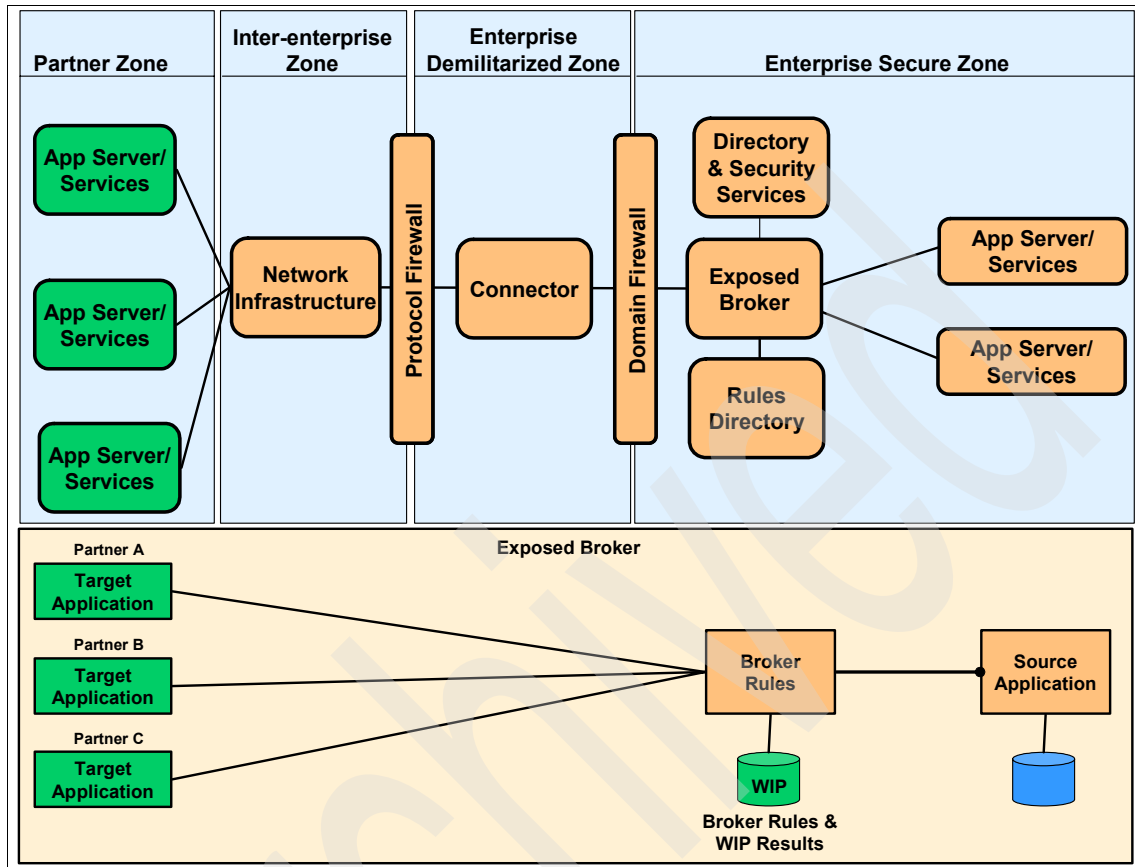 Partner Zone
Inter-enterprise
Zone
Enterprise
Demilitarized Zone
Enterprise Secure Zone
App Server/
Services
App Server/
Services
App Server/
Services
Network
Infrastructure
Protocol Firewall
Connector
Domain Firewall
Directory
& Security
Services
Exposed
Broker
Rules
Directory
App Server/
Services
App Server/
Services
Exposed Broker
Partner A
Target
Application
Partner B
Target
Application
Partner C
Target
Application
Broker
Rules
Source
Application
WIP
Broker Rules &
WIP Results